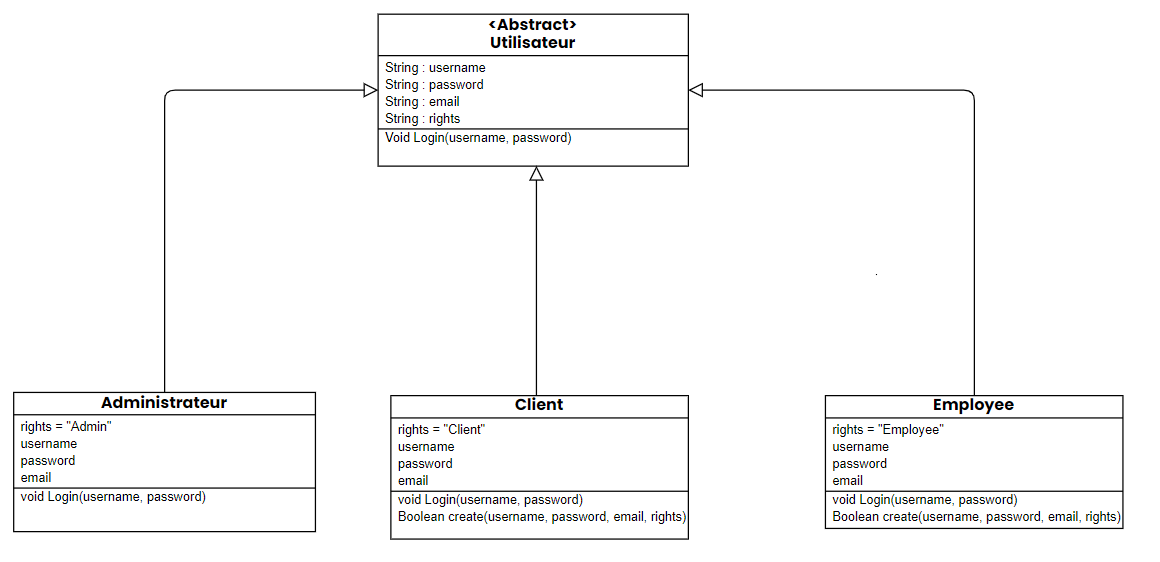 <Abstract>
Utilisateur
String : username
String : password
String : email
String : rights
Void Login(username, password)
Administrateur
rights = "Admin"
username
password
email
void Login(username, password)
Client
rights = "Client"
username
password
email
void Login(username, password)
Boolean create(username, password, email, rights)
Employee
rights = "Employee"
username
password
email
void Login(username, password)
Boolean create(username, password, email, rights)